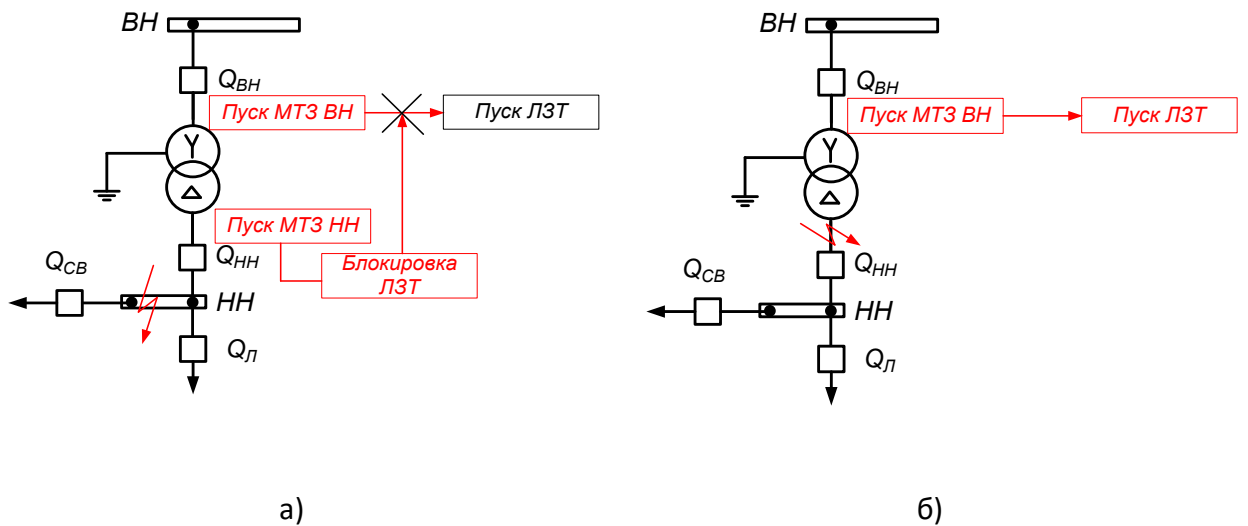 ВН
QВН
Пуск МТЗ ВН
Пуск ЛЗТ
Пуск МТЗ НН
QНН
Блокировка
ЛЗТ
QСВ
НН
QЛ
а)
ВН
QВН
Пуск МТЗ ВН
Пуск ЛЗТ
QНН
QСВ
НН
QЛ
б)